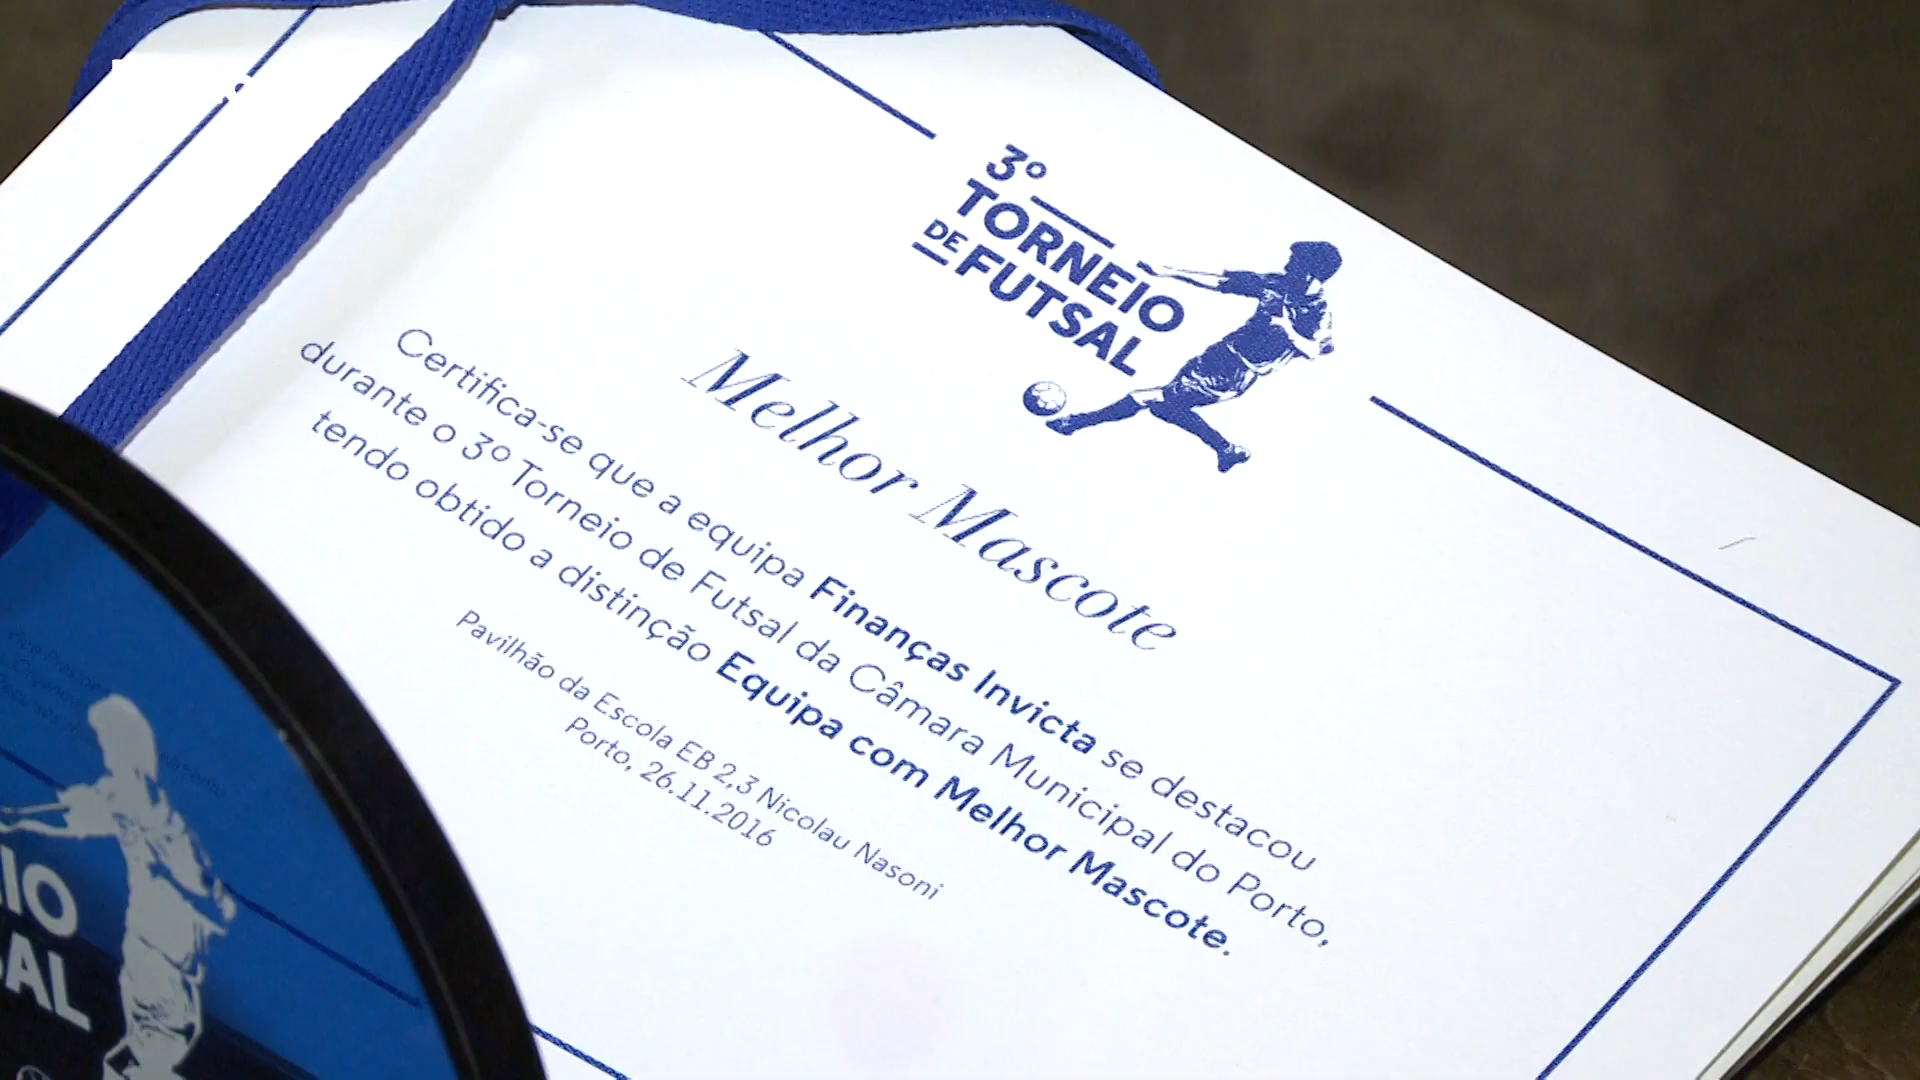 3º
TORNEIO
DE FUTSAL
Melhor Mascote
Certifica-se que a equipa Finanças Invicta se destacou
durante o 3º Torneio de Futsal da Câmara Municipal do Porto,
tendo obtido a distinção Equipa com Melhor Mascote.
Pavilhão da Escola EB 2,3 Nicolau Nasoni
Porto, 26.11.2016
EIO
SAL